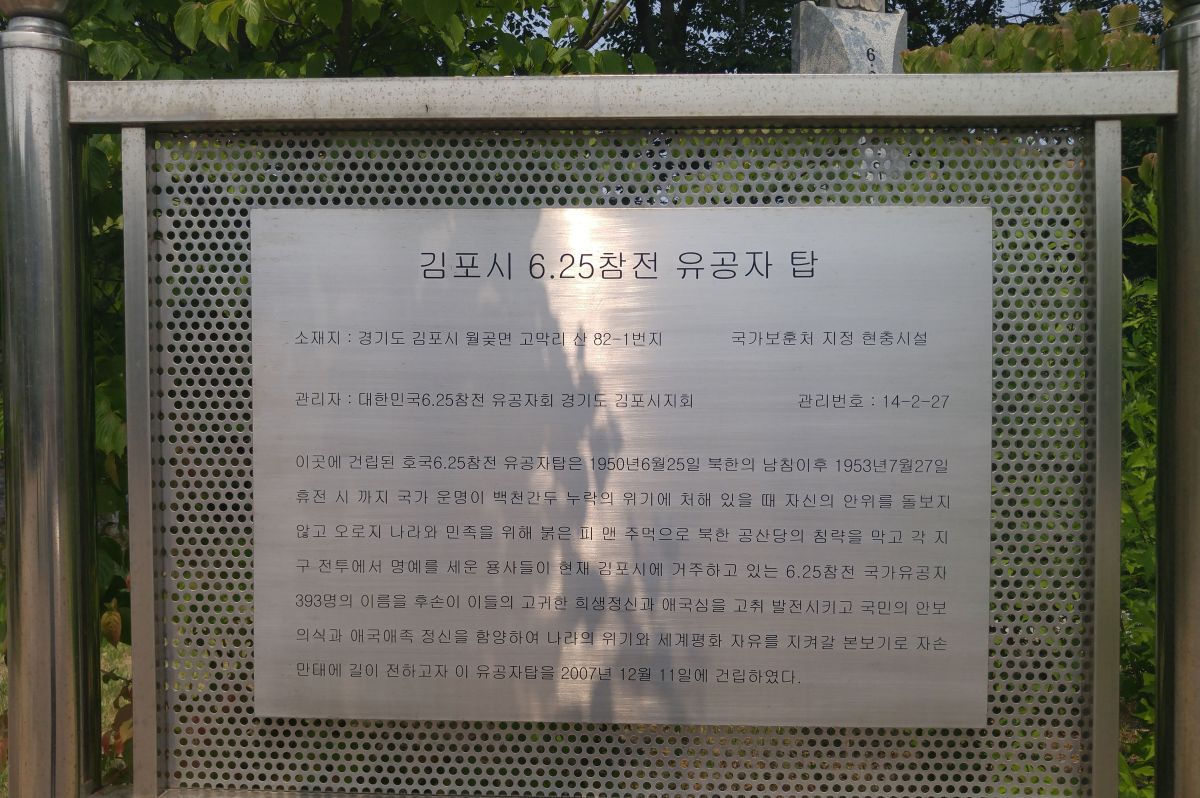 6.
김포시 6.25참전 유공자 탑
소재지 : 경기도 김포시 월곶면 고막리 산 82-1번지 국가보훈처 지정 현충시설
관리자 : 대한민국6.25참전 유공자회 경기도 김포시지회 관리번호 : 14-2-27
이곳에 건립된 호국6.25참전 유공자탑은 1950년6월25일 북한의 남침이후 1953년7월27일
휴전 시 까지 국가 운명이 백천간두 누락의 위기에 처해 있을 때 자신의 안위를 돌보지
않고 오로지 나라와 민족을 위해 붉은 피 맨 주먹으로 북한 공산당의 침략을 막고 각 지
구 전투에서 명예를 세운 용사들이 현재 김포시에 거주하고 있는 6.25참전 국가유공자
393명의 이름을 후손이 이들의 고귀한 희생정신과 애국심을 고취 발전시키고 국민의 안보
의식과 애국애족 정신을 함양하여 나라의 위기와 세계평화 자유를 지켜갈 본보기로 자손
만태에 길이 전하고자 이 유공자탑을 2007년 12월 11일에 건립하였다.